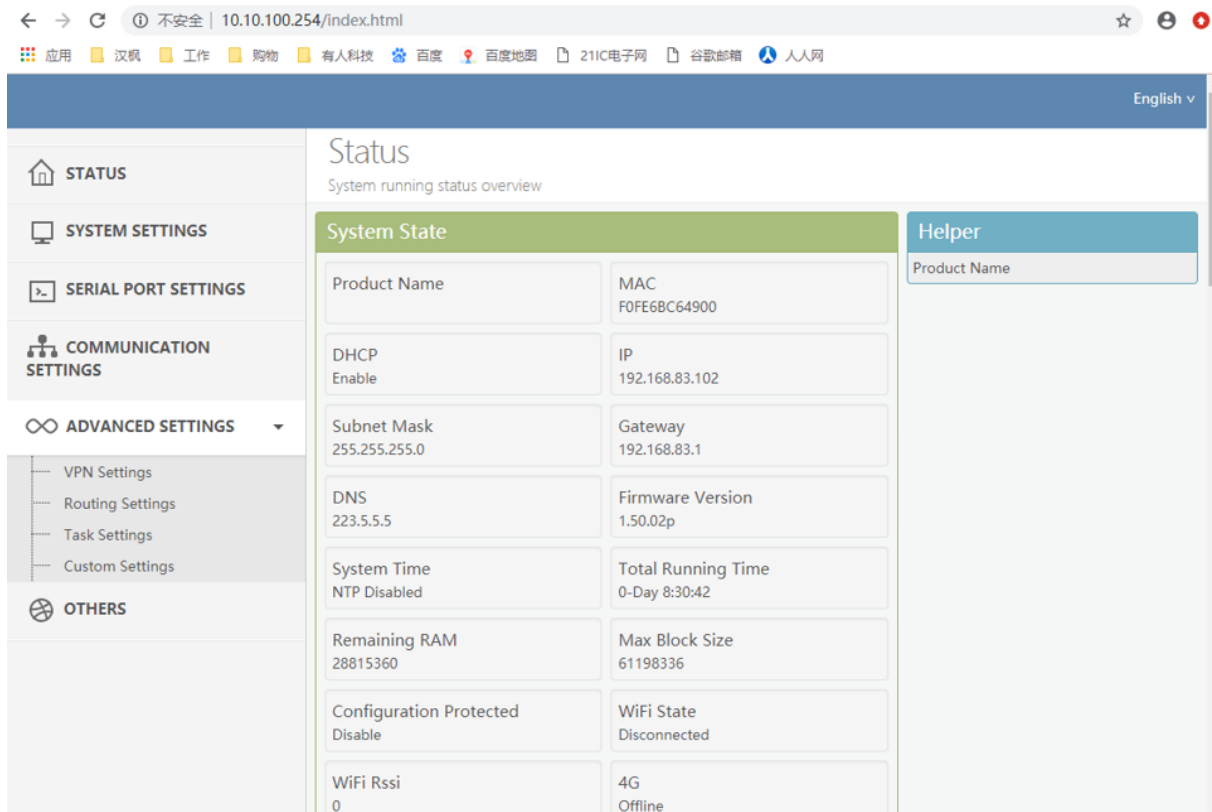 不安全 | 10.10.100.254/index.html
应用 汉枫 工作 购物 有人科技 百度 百度地图 21IC电子网 谷歌邮箱 人人网
English
STATUS
SYSTEM SETTINGS
SERIAL PORT SETTINGS
COMMUNICATION
SETTINGS
ADVANCED SETTINGS
VPN Settings
Routing Settings
Task Settings
Custom Settings
OTHERS
Status
System running status overview
System State
Product Name
MAC
F0FE6BC64900
DHCP
Enable
IP
192.168.83.102
Subnet Mask
255.255.255.0
Gateway
192.168.83.1
DNS
223.5.5.5
Firmware Version
1.50.02p
System Time
NTP Disabled
Total Running Time
0-Day 8:30:42
Remaining RAM
28815360
Max Block Size
61198336
Configuration Protected
Disable
WiFi State
Disconnected
WiFi Rssi
0
4G
Offline
Helper
Product Name